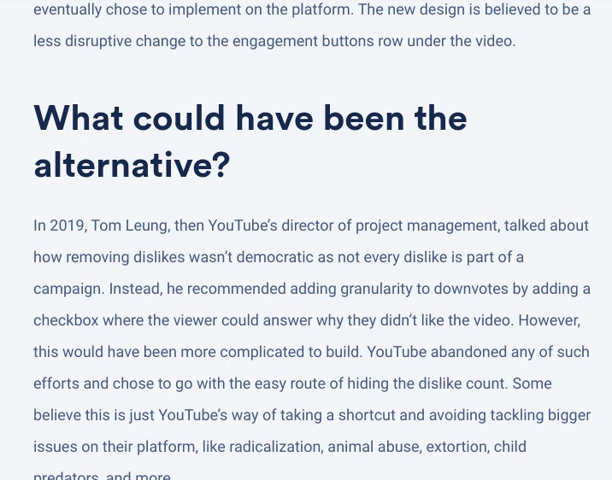 eventually chose to implement on the platform. The new design is believed to be a
less disruptive change to the engagement buttons row under the video.
What could have been the
alternative?
In 2019, Tom Leung, then YouTube’s director of project management, talked about
how removing dislikes wasn’t democratic as not every dislike is part of a
campaign. Instead, he recommended adding granularity to downvotes by adding a
checkbox where the viewer could answer why they didn’t like the video. However,
this would have been more complicated to build. YouTube abandoned any of such
efforts and chose to go with the easy route of hiding the dislike count. Some
believe this is just YouTube’s way of taking a shortcut and avoiding tackling bigger
issues on their platform, like radicalization, animal abuse, extortion, child
predators, and more.